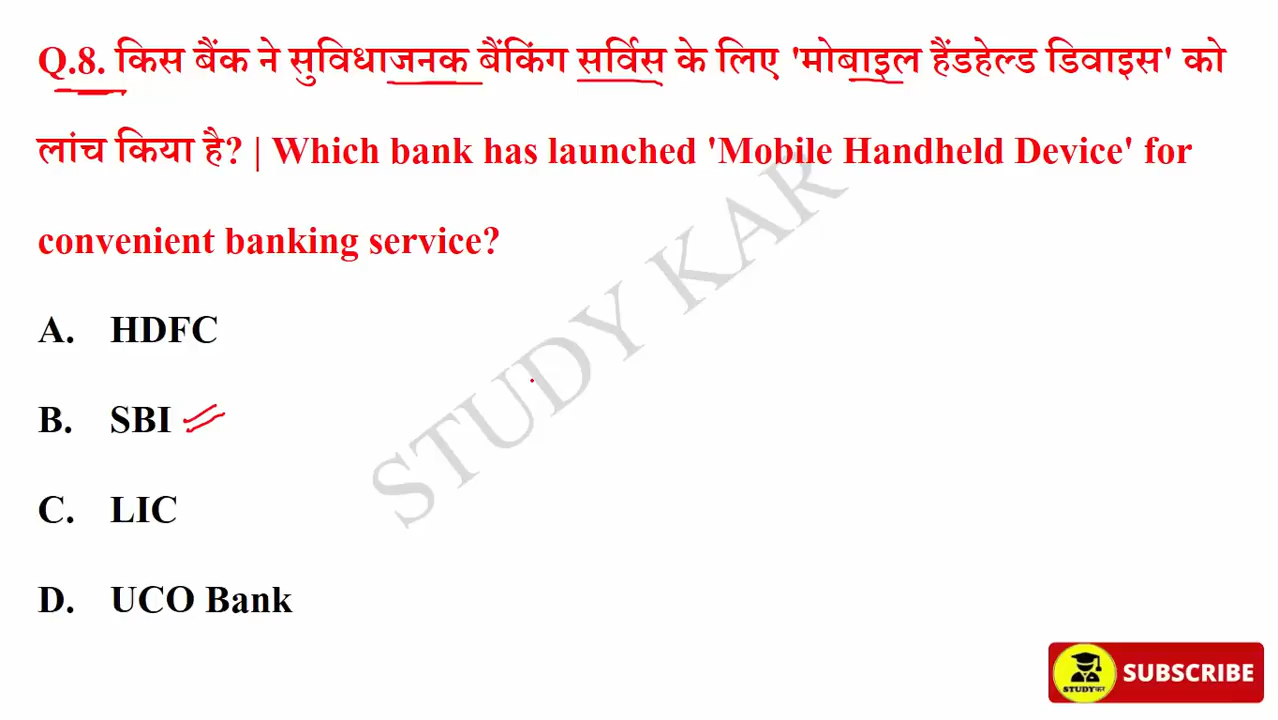 Q.8. किस बैंक ने सुविधाजनक बैंकिंग सर्विस के लिए 'मोबाइल हैंडहेल्ड डिवाइस' को
लांच किया है? | Which bank has launched 'Mobile Handheld Device' for
convenient banking service?
A. HDFC
B. SBI
C. LIC
D. UCO Bank
STUDY KAR
SUBSCRIBE
STUDYकर